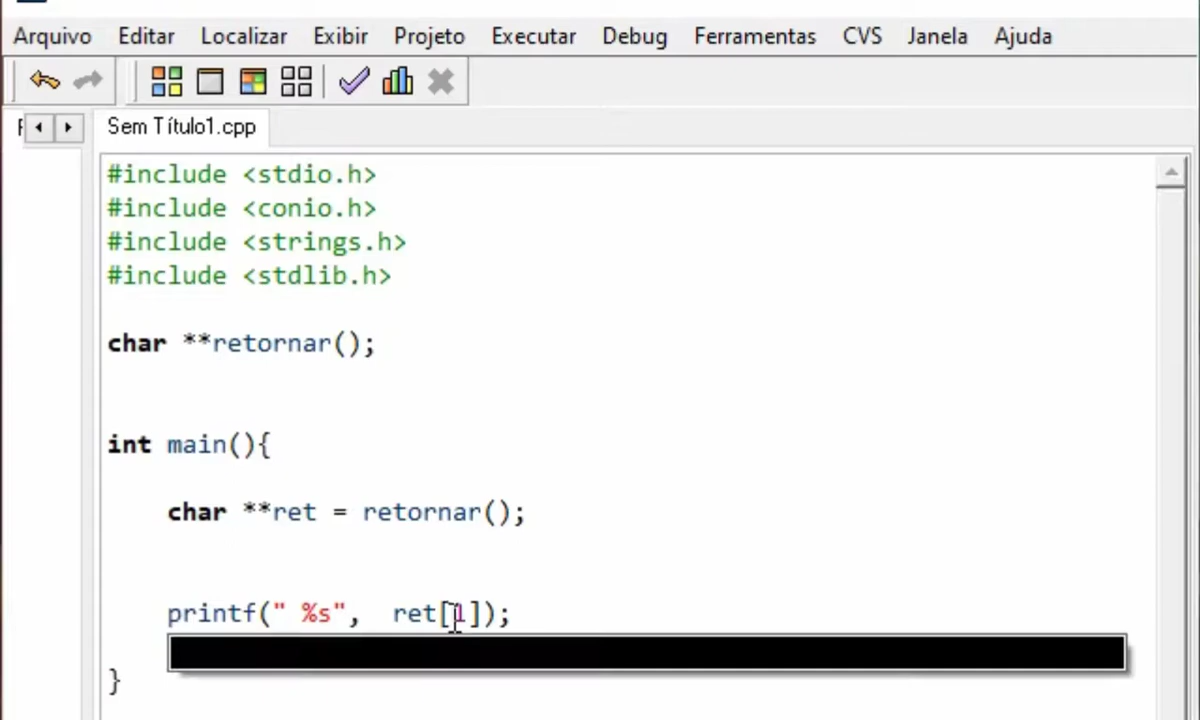 Arquivo Editar Localizar Exibir Projeto Executar Debug Ferramentas CVS Janela Ajuda
Sem Título1.cpp
#include <stdio.h>
#include <conio.h>
#include <strings.h>
#include <stdlib.h>
char **retornar();
int main(){
char **ret = retornar();
printf(" %s", ret[1]);
}